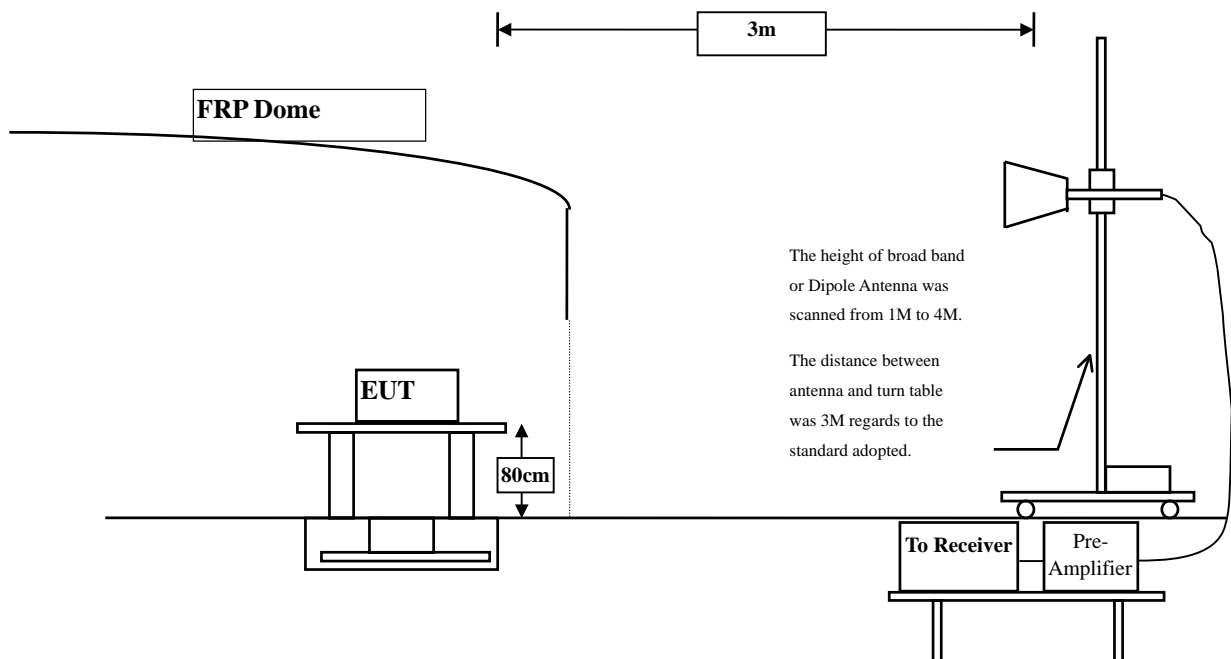 3m
FRP Dome
The height of broad band
or Dipole Antenna was
scanned from 1M to 4M.
The distance between
antenna and turn table
was 3M regards to the
standard adopted.
EUT
80cm
To Receiver
Pre-
Amplifier